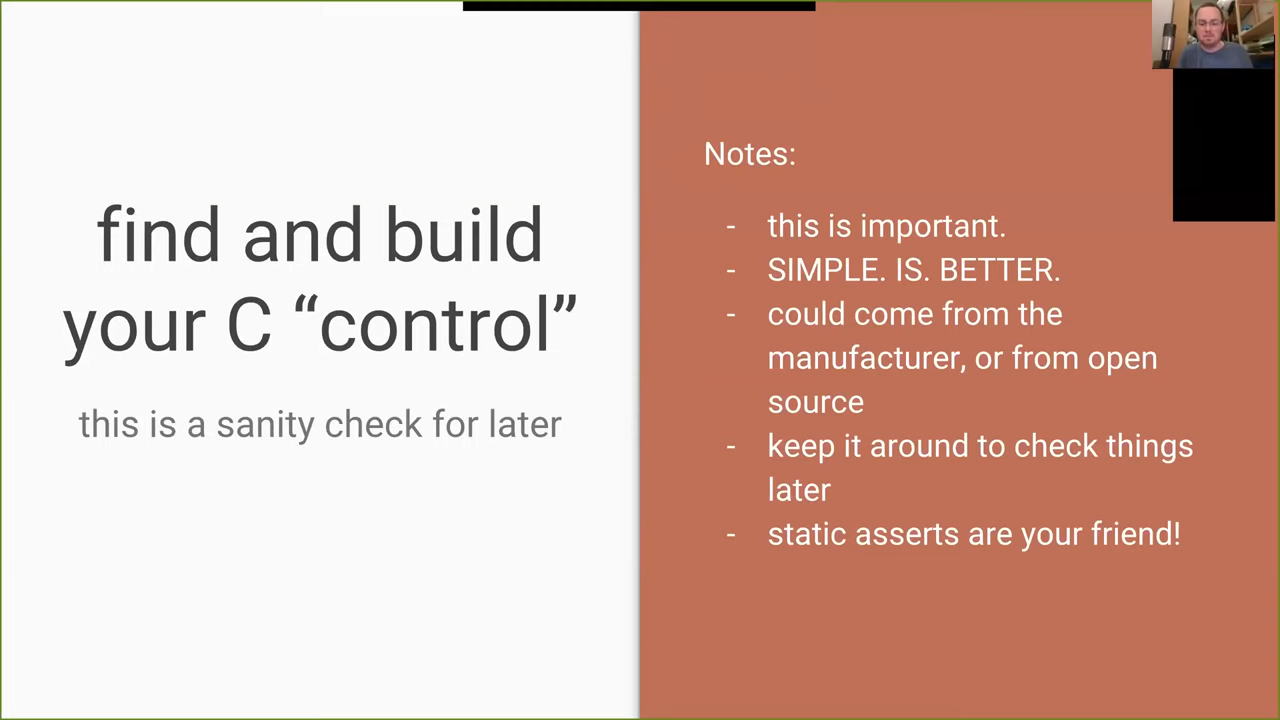 find and build
your C “control”
this is a sanity check for later
Notes:
- this is important.
- SIMPLE. IS. BETTER.
- could come from the
manufacturer, or from open
source
- keep it around to check things
later
- static asserts are your friend!